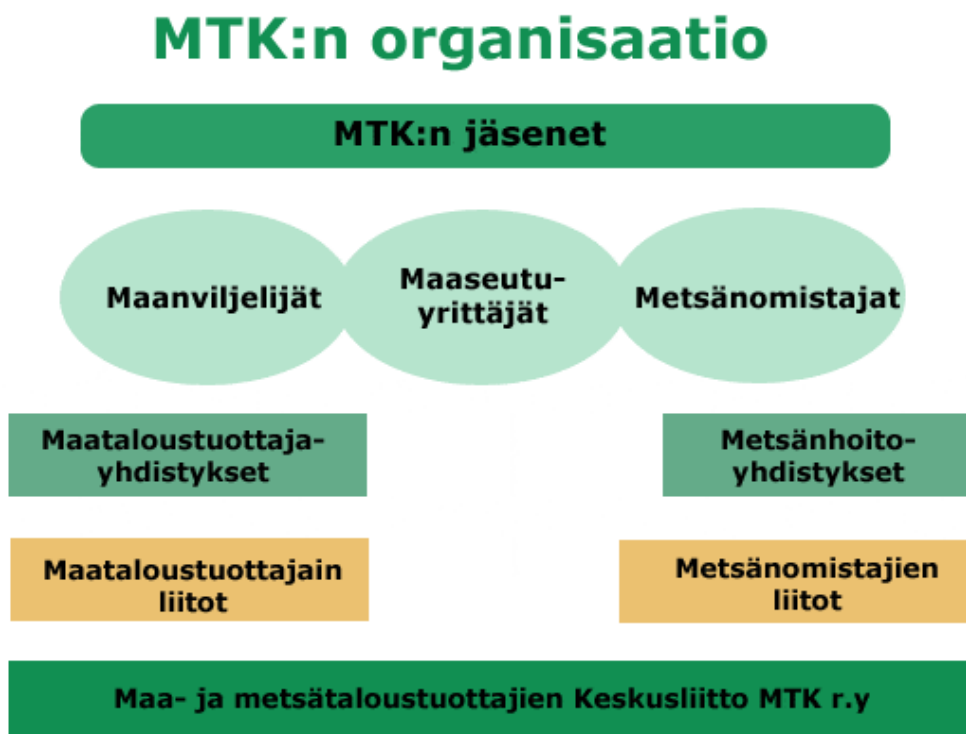 MTK:n organisaatio
MTK:n jäsenet
Maanviljelijät
Maaseutu-
yrittäjät
Metsänomistajat
Maataloustuottaja-
yhdistykset
Metsänhoito-
yhdistykset
Maataloustuottajain
liitot
Metsänomistajien
liitot
Maa- ja metsätaloustuottajien Keskusliitto MTK r.y